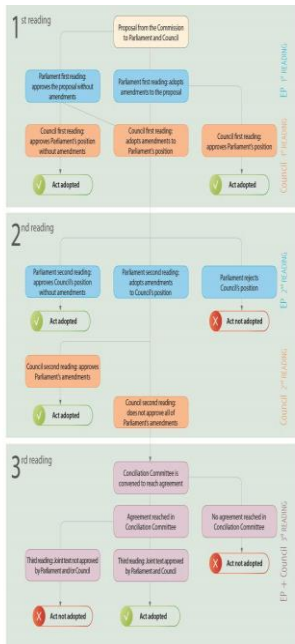 1st reading
Proposal from the Commission
to Parliament and Council
Parliament first reading:
approves the proposal without
amendments
Parliament first reading: adopts
amendments to the proposal
EP 1st READING
Council first reading:
approves Parliament's position
without amendments
Council first reading:
adopts amendments to
Parliament's position
Council first reading:
approves Parliament's position
Council 1st READING
Act adopted
Act adopted
2nd reading
Parliament second reading:
approves Council's position
without amendments
Parliament second reading:
adopts amendments
to Council's position
Parliament rejects
Council's position
EP 2nd READING
Act adopted
Act not adopted
Council second reading: approves
Parliament's amendments
Act adopted
Council second reading:
does not approve all of
Parliament's amendments
Council 2nd READING
3rd reading
Conciliation Committee is
convened to reach agreement
Agreement reached in
Conciliation Committee
No agreement reached in
Conciliation Committee
Third reading: Joint text not approved
by Parliament and/or Council
Third reading: Joint text approved
by Parliament and Council
Act not adopted
Act not adopted
Act adopted
EP + Council 3rd READING